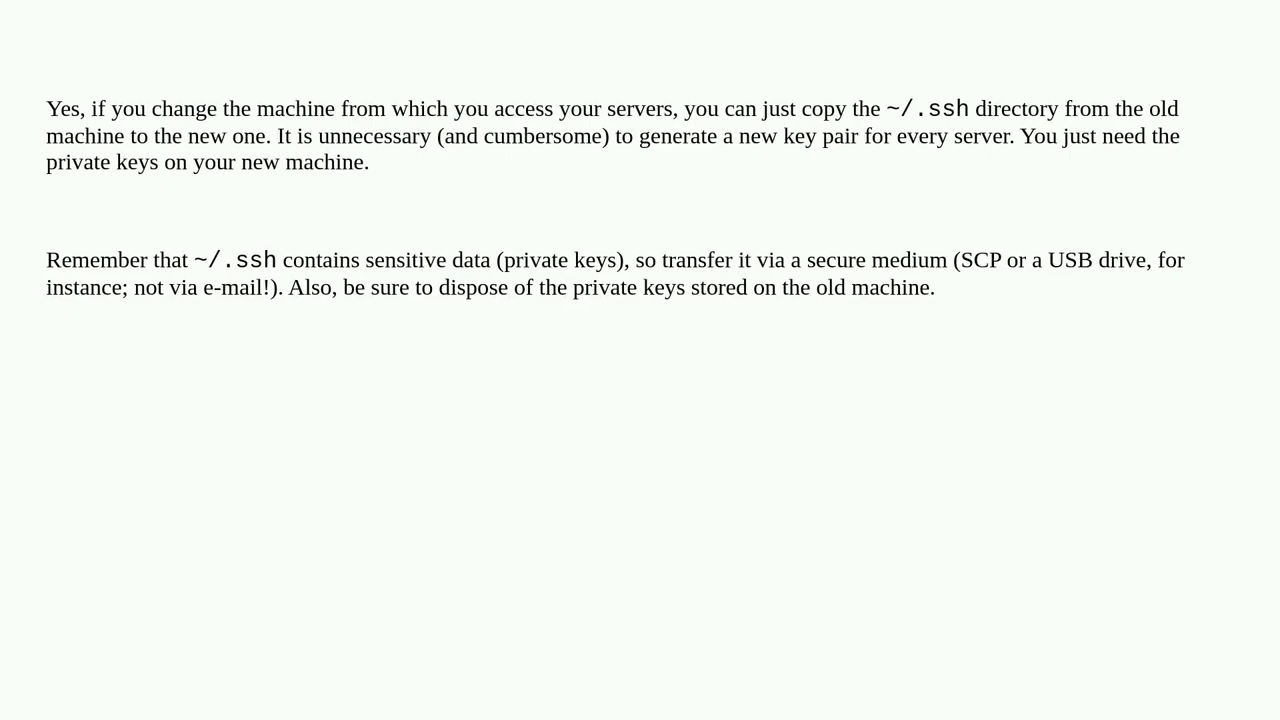 Yes, if you change the machine from which you access your servers, you can just copy the ~/.ssh directory from the old
machine to the new one. It is unnecessary (and cumbersome) to generate a new key pair for every server. You just need the
private keys on your new machine.
Remember that ~/.ssh contains sensitive data (private keys), so transfer it via a secure medium (SCP or a USB drive, for
instance; not via e-mail!). Also, be sure to dispose of the private keys stored on the old machine.